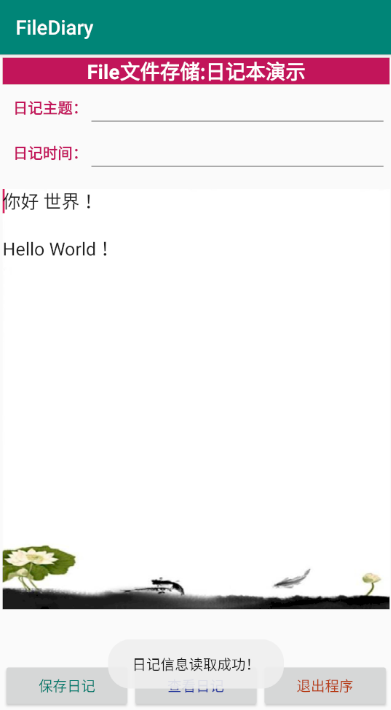 FileDiary
File文件存储:日记本演示
日记主题：
日记时间：
你好 世界！
Hello World！
日记信息读取成功！
保存日记 查看日记 退出程序